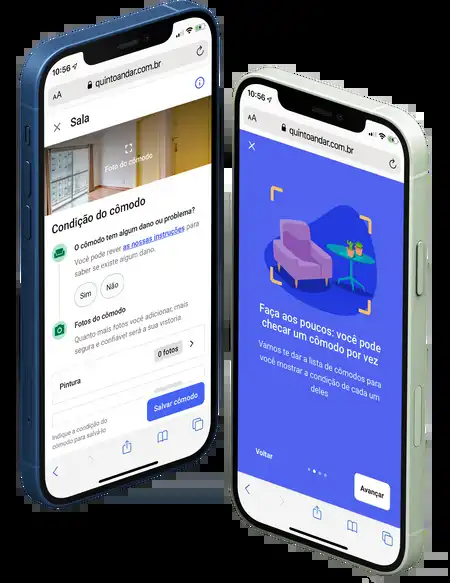 10:56
AA quintoandar.com.br
Sala
Foto do cômodo
Condição do cômodo
O cômodo tem algum dano ou problema?
Você pode rever as nossas instruções para
saber se existe algum dano.
Sim Não
Fotos do cômodo
Quanto mais fotos você adicionar, mais
segura e confiável será a sua vistoria.
0 fotos
Pintura
Indique a condição do
cômodo para salvá-lo
Salvar cômodo
10:56
AA quintoandar.com.br
Faça aos poucos: você pode
checar um cômodo por vez
Vamos te dar a lista de cômodos para
você mostrar a condição de cada um
deles
Voltar
Avançar